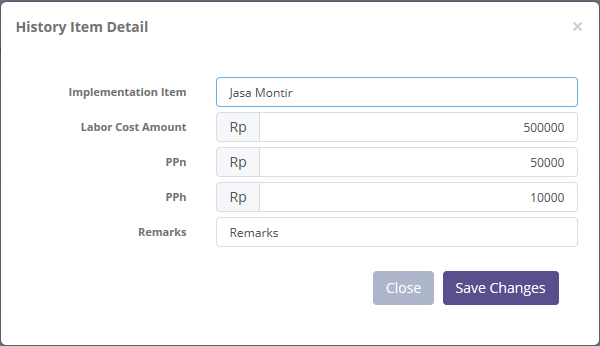 History Item Detail ×
Implementation Item Jasa Montir
Labor Cost Amount Rp 500000
PPn Rp 50000
PPh Rp 10000
Remarks Remarks
Close Save Changes